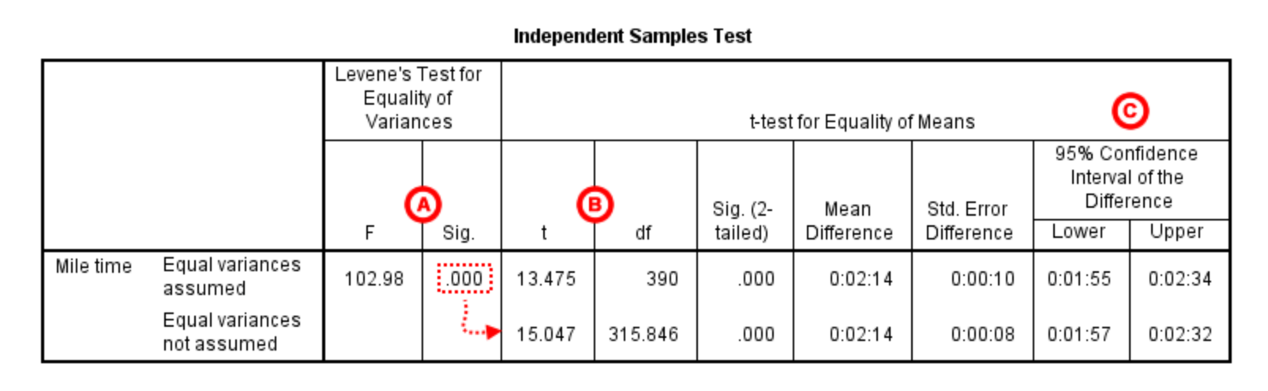 Independent Samples Test
Levene's Test for
Equality of
Variances
t-test for Equality of Means
C
A
B
95% Confidence
Interval of the
Difference
F
Sig.
t
df
Sig. (2-
tailed)
Mean
Difference
Std. Error
Difference
Lower
Upper
Mile time
Equal variances
assumed
102.98
.000
13.475
390
.000
0:02:14
0:00:10
0:01:55
0:02:34
Equal variances
not assumed
15.047
315.846
.000
0:02:14
0:00:08
0:01:57
0:02:32